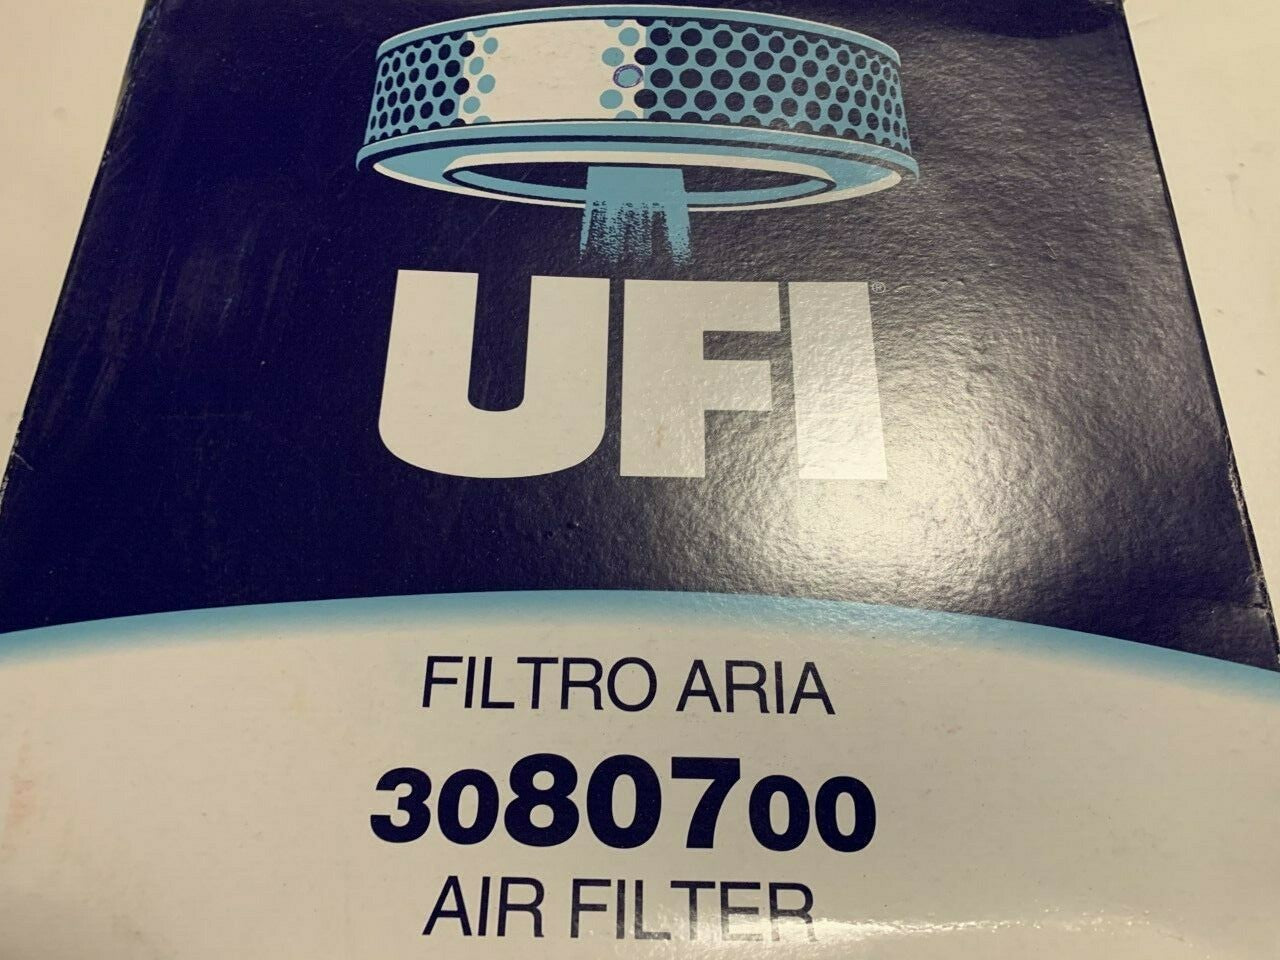 UFI®
FILTRO ARIA
3080700
AIR FILTER